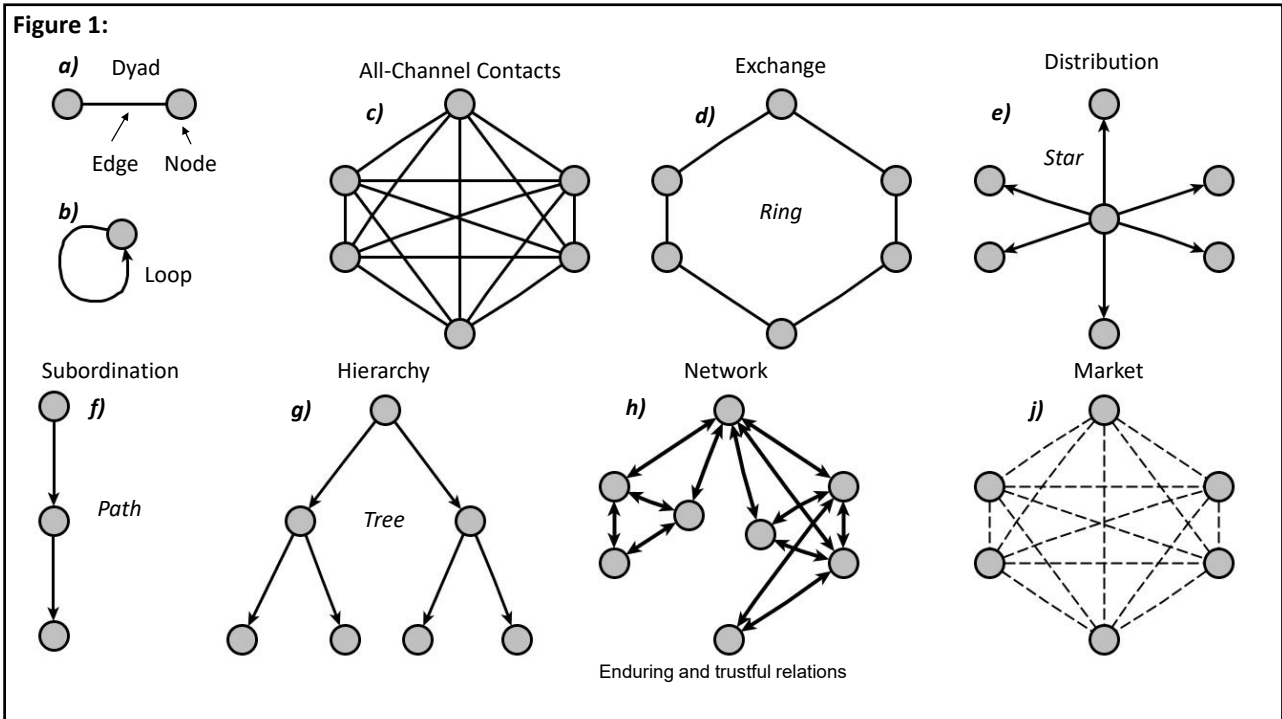 Figure 1:
a) Dyad
Edge Node
b)
Loop
All-Channel Contacts
c)
Exchange
d)
Ring
Distribution
e)
Star
Subordination
f)
Path
Hierarchy
g)
Tree
Network
h)
Enduring and trustful relations
Market
j)